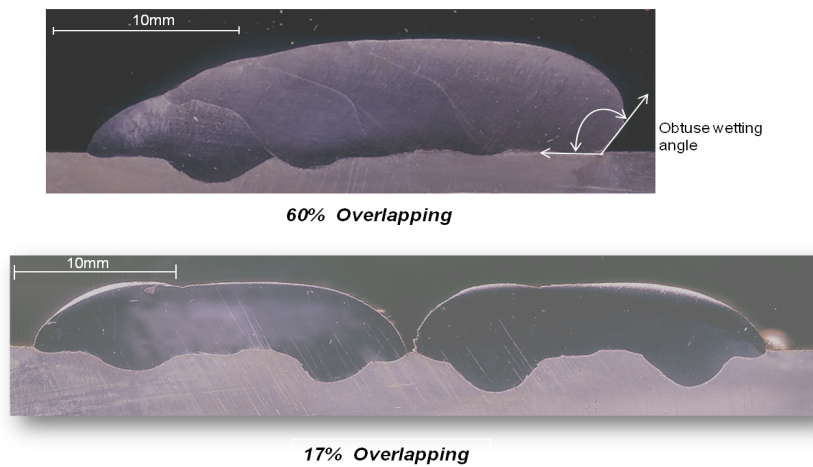 10mm
Obtuse wetting
angle
60% Overlapping
10mm
17% Overlapping